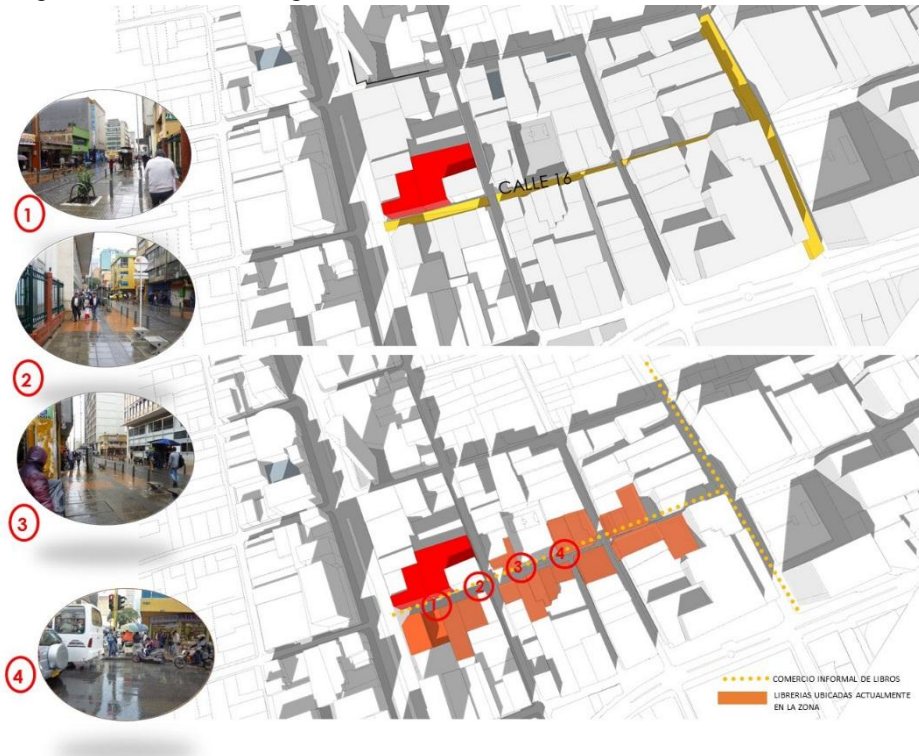 1
CALLE 16
2
3
4
1
2
3
4
COMERCIO INFORMAL DE LIBROS
LIBRERIAS UBICADAS ACTUALMENTE
EN LA ZONA